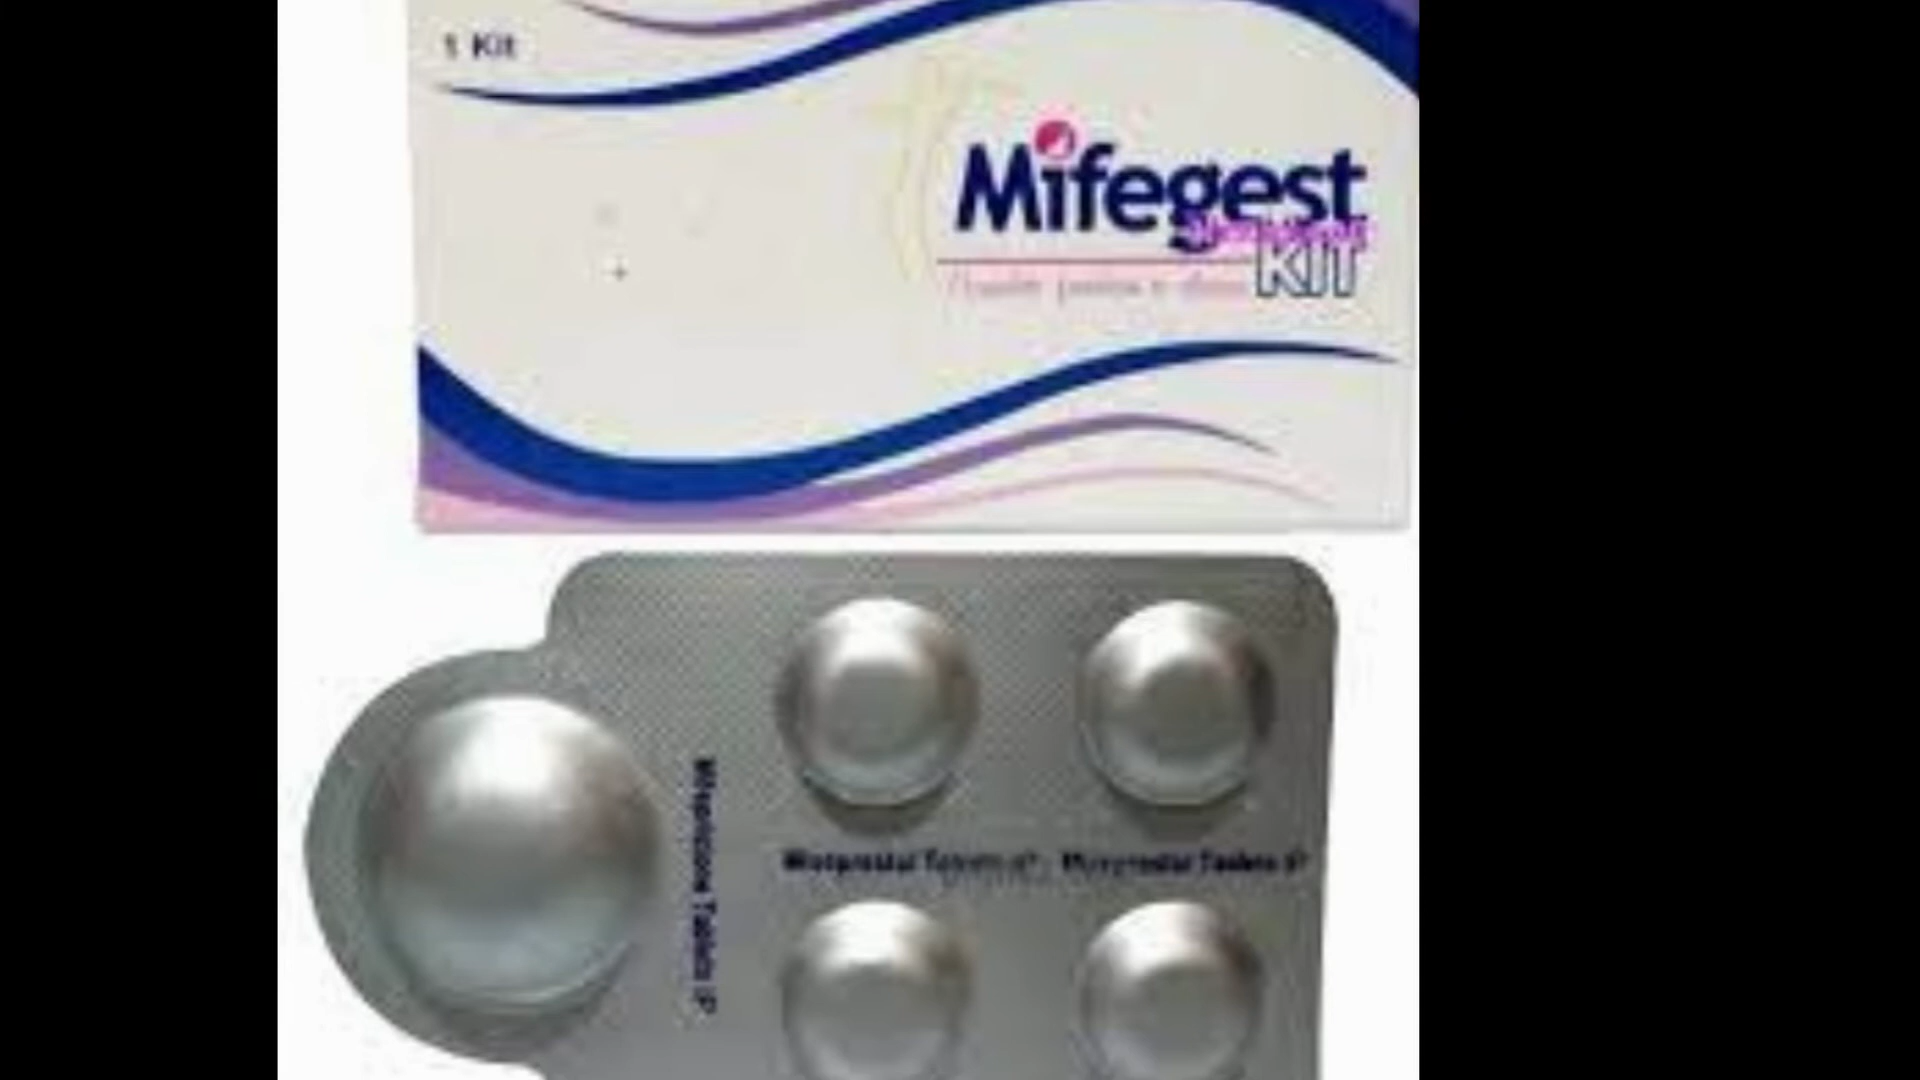 1 Kit
Mifegest
KIT
Misoprostol Tablets IP Misoprostol Tablets IP
Mifepristone Tablets IP